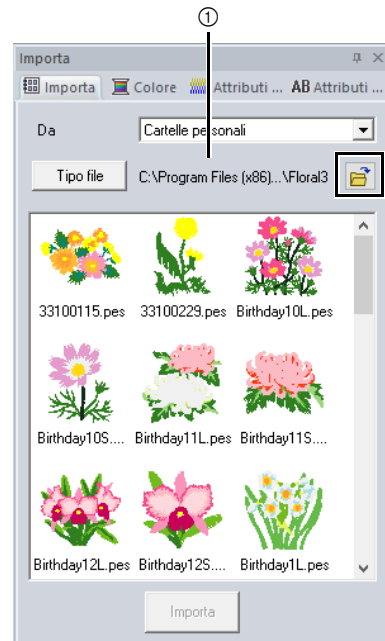 ①
Importa
Importa Colore Attributi ... AB Attributi ...
Da Cartelle personali
Tipo file C:\Program Files (x86)...\Floral3
33100115.pes 33100229.pes Birthday10L.pes
Birthday10S.... Birthday11L.pes Birthday11S....
Birthday12L.pes Birthday12S.... Birthday1L.pes
Importa